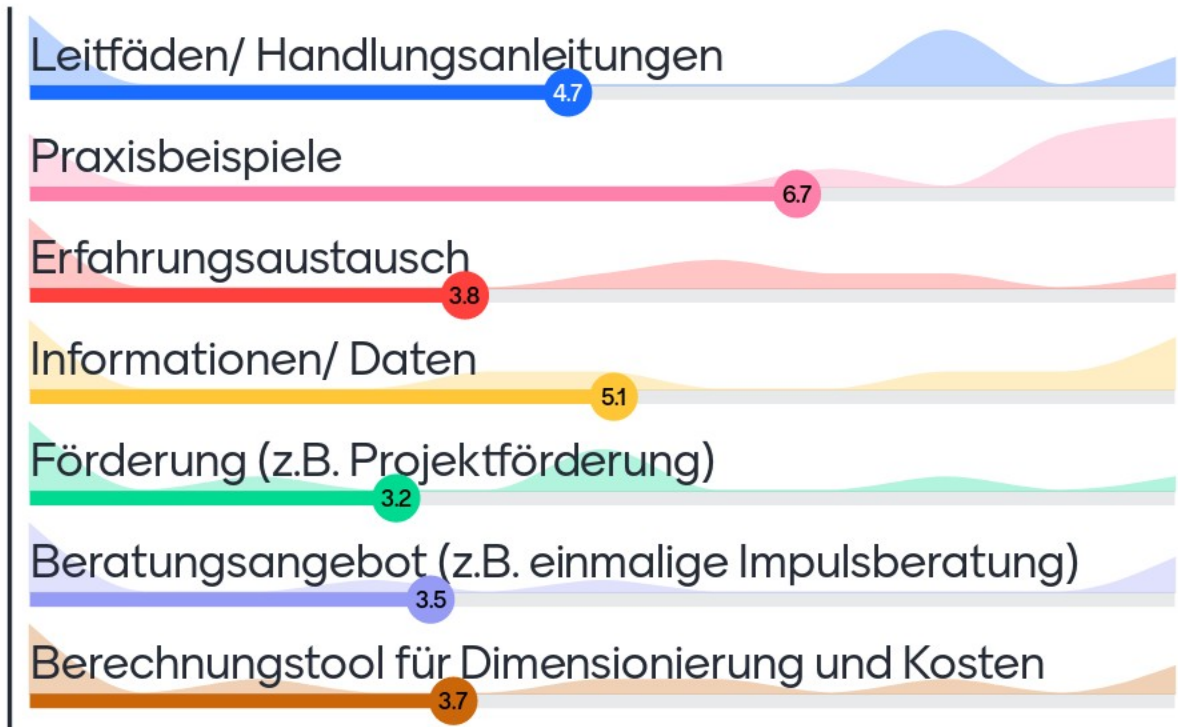 Leitfäden/ Handlungsanleitungen
4.7
Praxisbeispiele
6.7
Erfahrungsaustausch
3.8
Informationen/ Daten
5.1
Förderung (z.B. Projektförderung)
3.2
Beratungsangebot (z.B. einmalige Impulsberatung)
3.5
Berechnungstool für Dimensionierung und Kosten
3.7